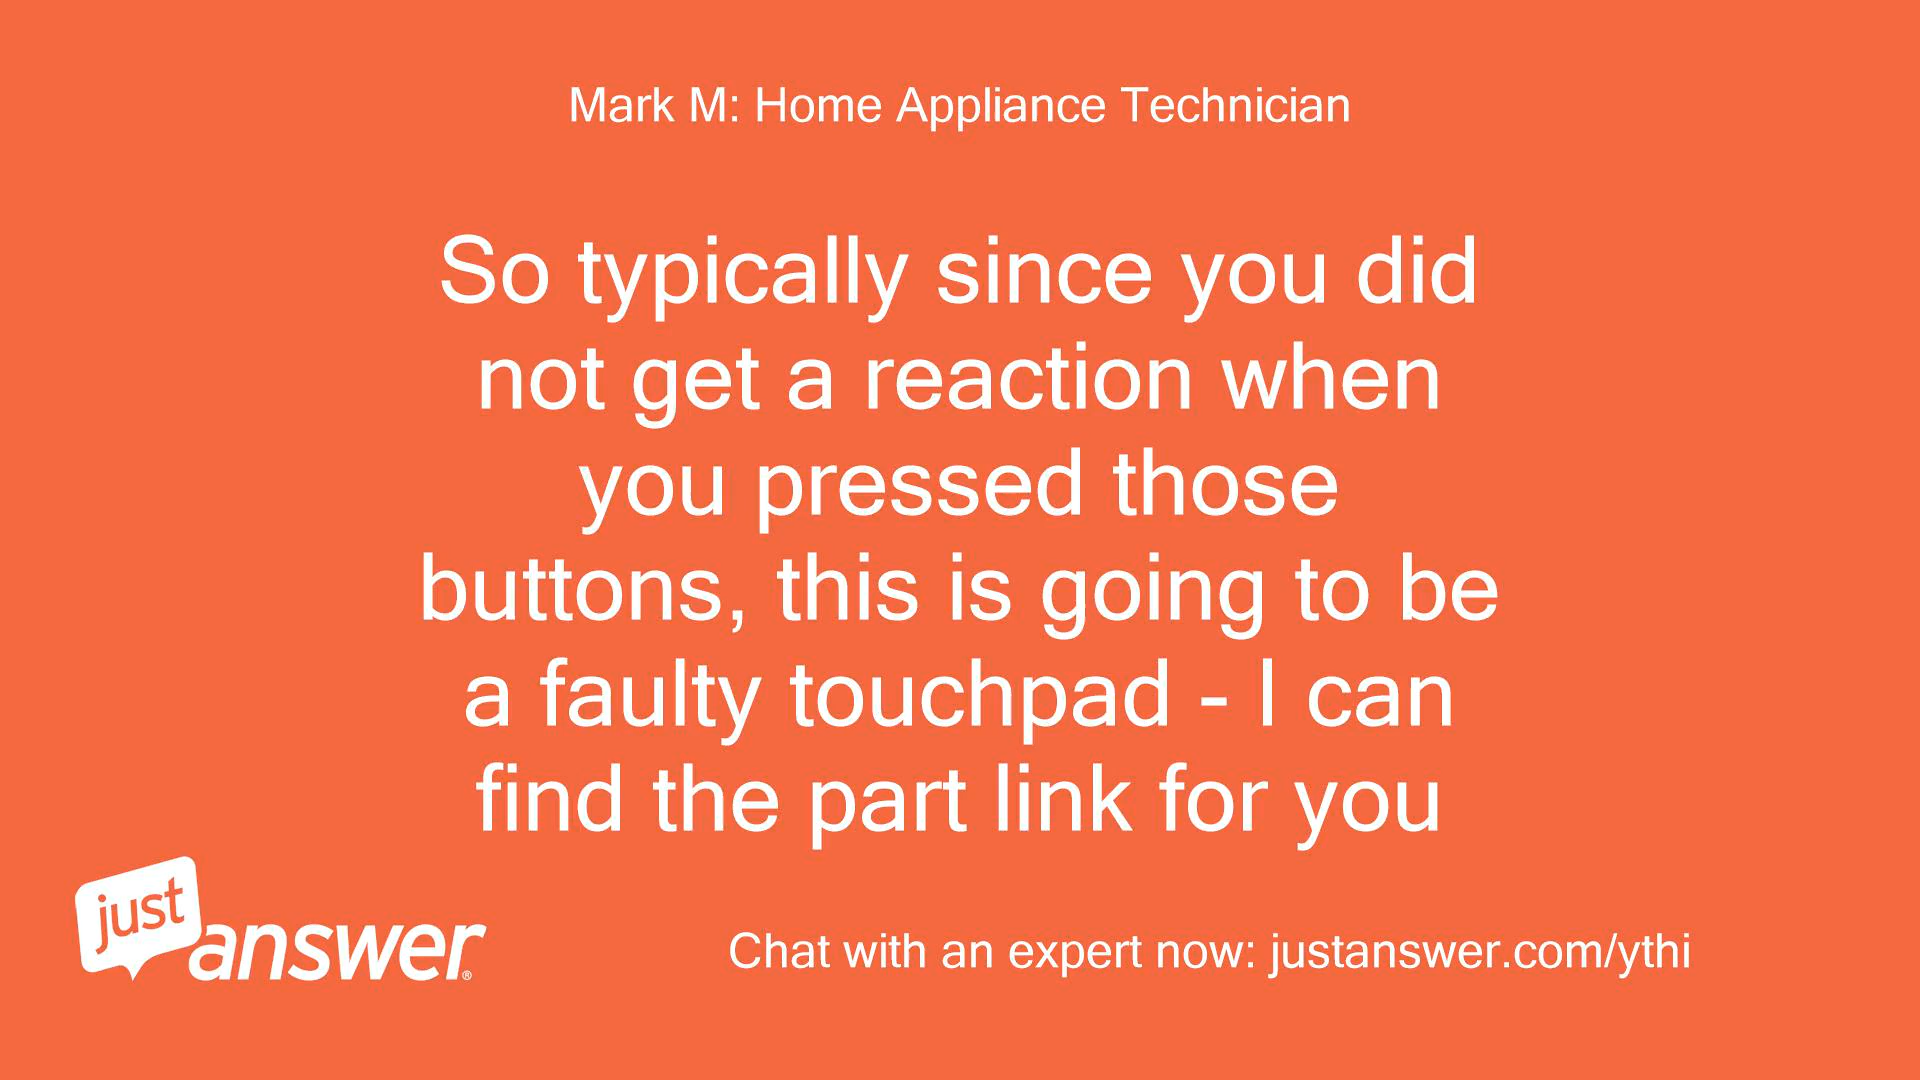 Mark M: Home Appliance Technician
So typically since you did
not get a reaction when
you pressed those
buttons, this is going to be
a faulty touchpad - I can
find the part link for you
just
answer®
Chat with an expert now: justanswer.com/ythi